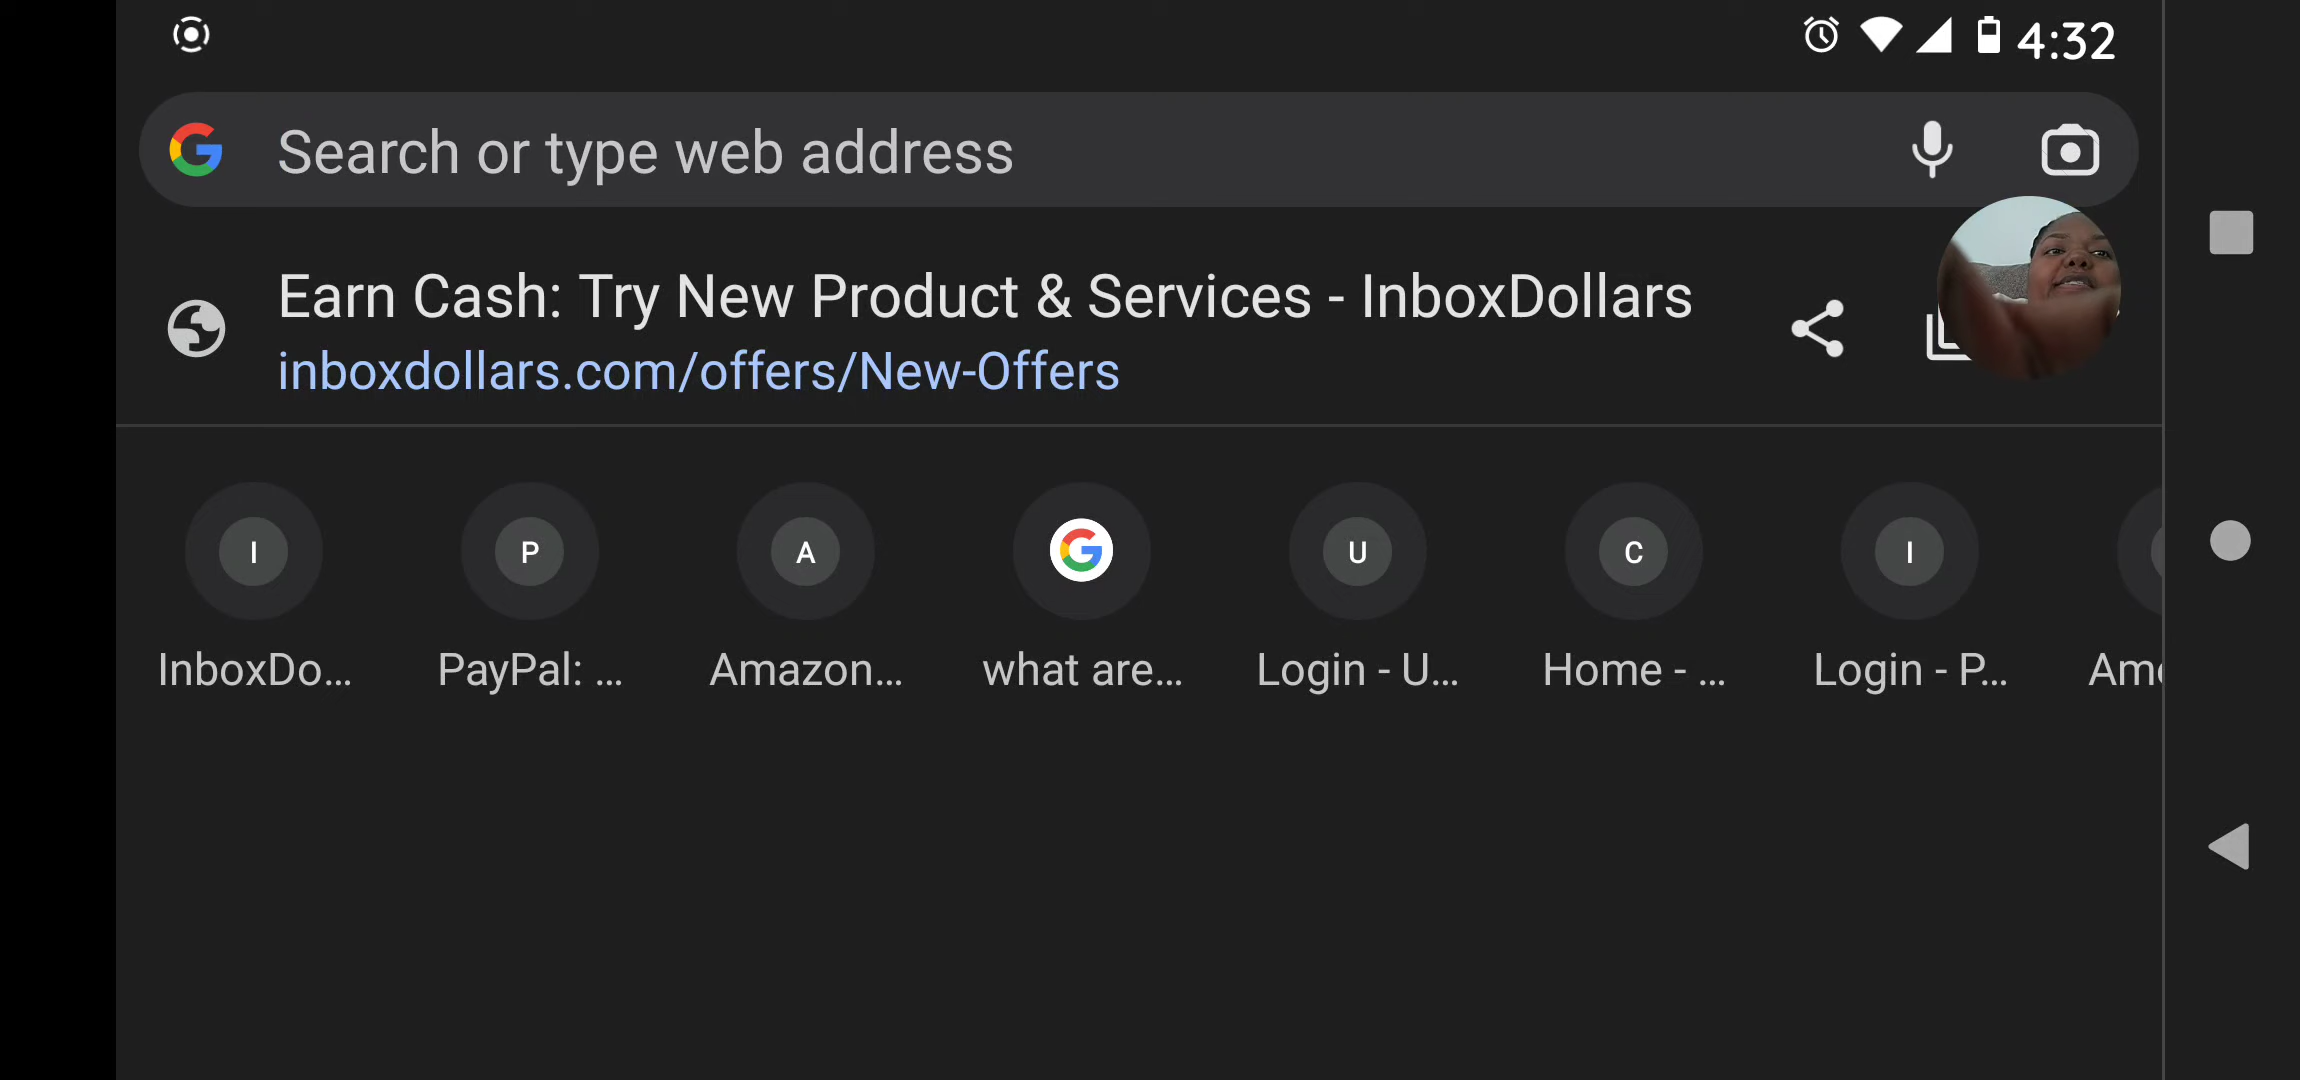 4:32
Search or type web address
Earn Cash: Try New Product & Services - InboxDollars
inboxdollars.com/offers/New-Offers
I P A G U C I
InboxDo... PayPal: ... Amazon... what are... Login - U... Home - ... Login - P... Am